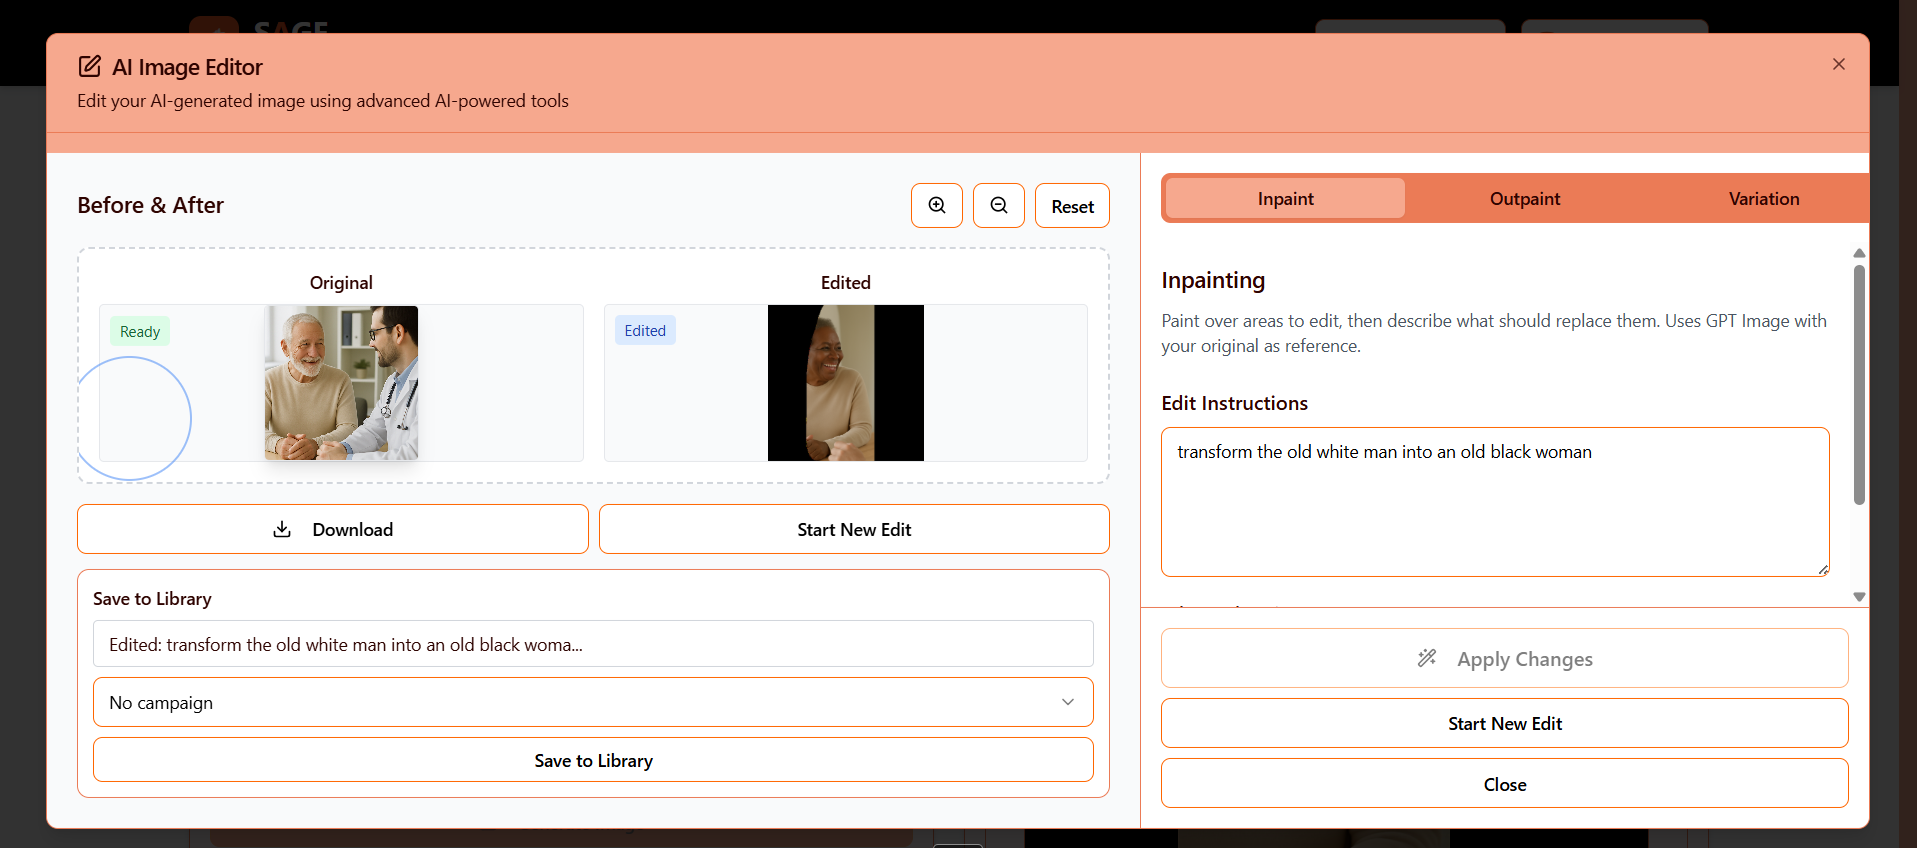 SAGE
AI Image Editor
Edit your AI-generated image using advanced AI-powered tools
Before & After
Reset
Original
Edited
Ready
Edited
Download
Start New Edit
Save to Library
Edited: transform the old white man into an old black woma...
No campaign
Save to Library
Inpaint
Outpaint
Variation
Inpainting
Paint over areas to edit, then describe what should replace them. Uses GPT Image with
your original as reference.
Edit Instructions
transform the old white man into an old black woman
Apply Changes
Start New Edit
Close